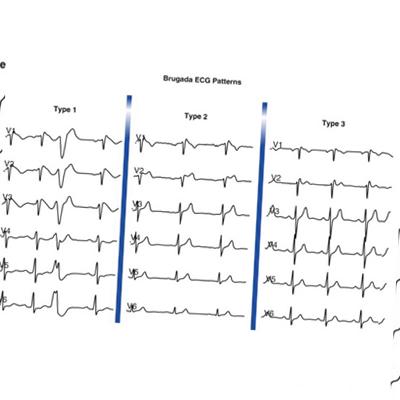 e
Brugada ECG Patterns
Type 1
Type 2
Type 3
V1
V1
V1
V2
V2
V2
V3
V3
V3
V4
V4
V4
V5
V5
V5
V6
V6
V6